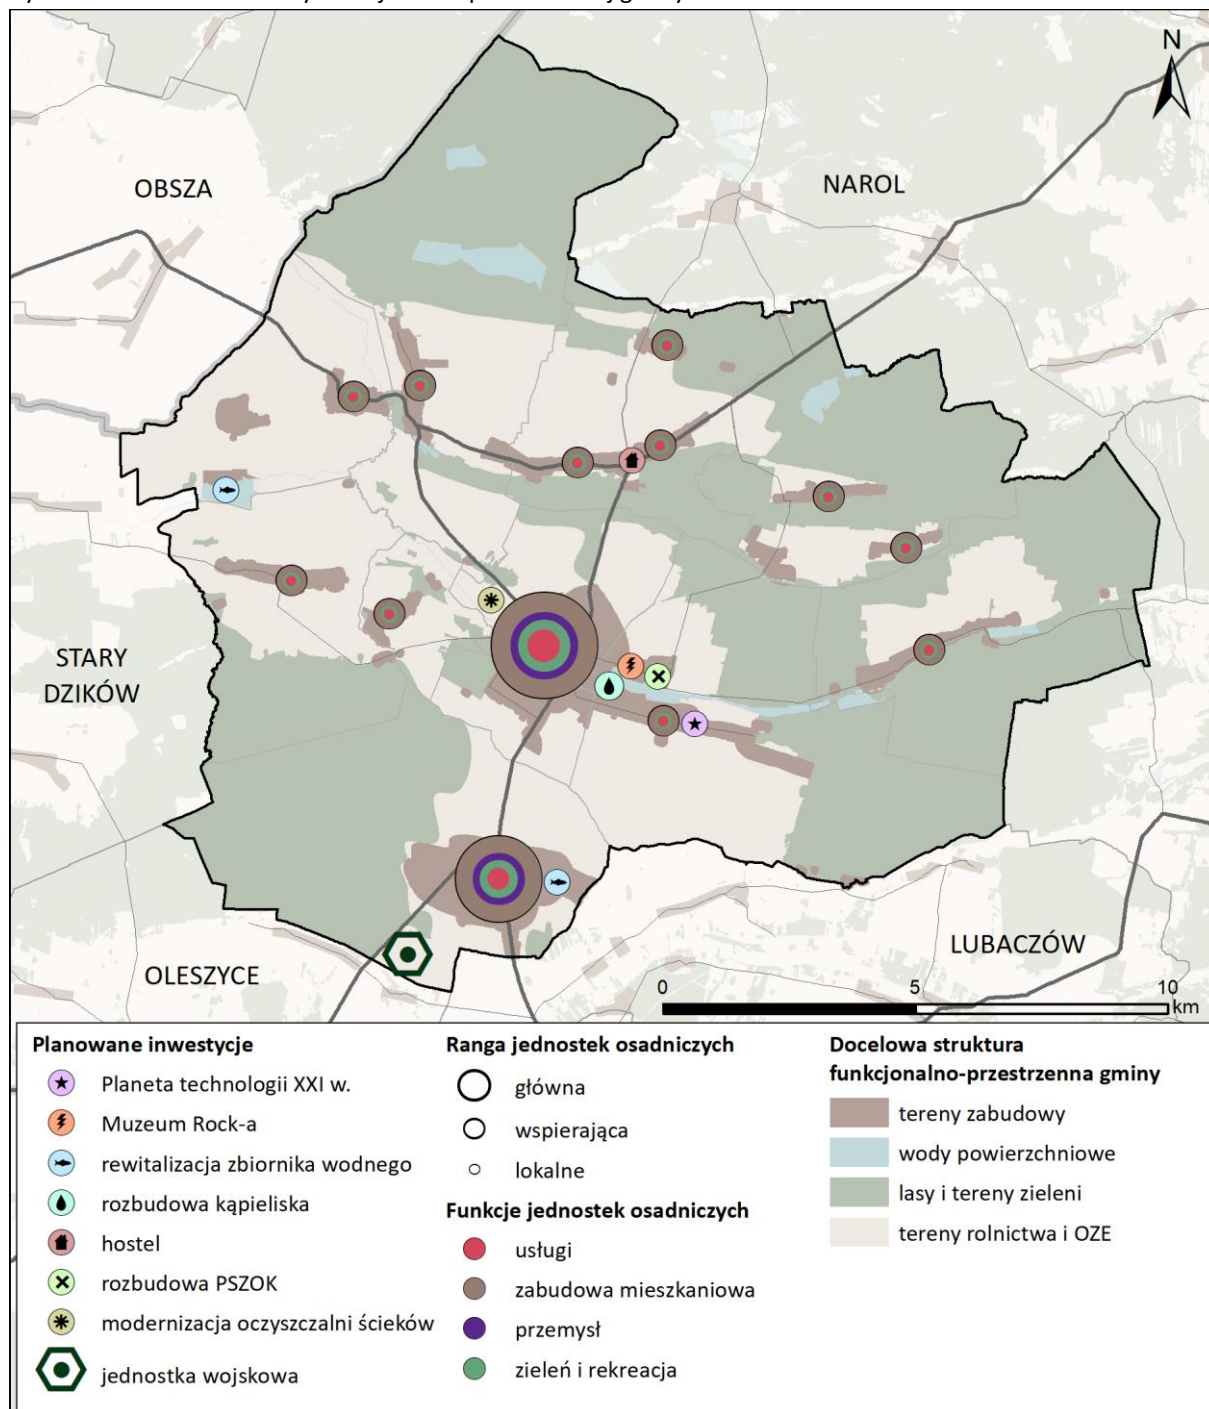 N
OBSZA
NAROL
STARY
DZIKÓW
OLESZYCE
LUBACZÓW
0 5 10
km
Planowane inwestycje
Planeta technologii XXI w.
Muzeum Rock-a
rewitalizacja zbiornika wodnego
rozbudowa kąpieliska
hostel
rozbudowa PSZOK
modernizacja oczyszczalni ścieków
jednostka wojskowa
Ranga jednostek osadniczych
główna
wspierająca
lokalne
Funkcje jednostek osadniczych
usługi
zabudowa mieszkaniowa
przemysł
zieleń i rekreacja
Docelowa struktura
funkcjonalno-przestrzenna gminy
tereny zabudowy
wody powierzchniowe
lasy i tereny zieleni
tereny rolnictwa i OZE